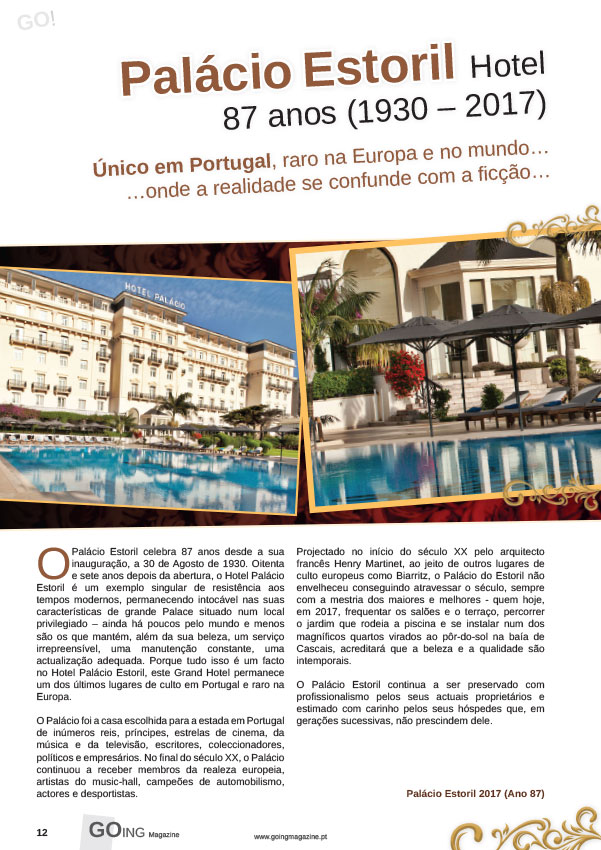 GO!
Palácio Estoril Hotel
87 anos (1930 – 2017)
Único em Portugal, raro na Europa e no mundo…
…onde a realidade se confunde com a ficção…
HOTEL PALÁCIO
O Palácio Estoril celebra 87 anos desde a sua
inauguração, a 30 de Agosto de 1930. Oitenta
e sete anos depois da abertura, o Hotel Palácio
Estoril é um exemplo singular de resistência aos
tempos modernos, permanecendo intocável nas suas
características de grande Palace situado num local
privilegiado – ainda há poucos pelo mundo e menos
são os que mantém, além da sua beleza, um serviço
irrepreensível, uma manutenção constante, uma
actualização adequada. Porque tudo isso é um facto
no Hotel Palácio Estoril, este Grand Hotel permanece
um dos últimos lugares de culto em Portugal e raro na
Europa.
O Palácio foi a casa escolhida para a estada em Portugal
de inúmeros reis, príncipes, estrelas de cinema, da
música e da televisão, escritores, coleccionadores,
políticos e empresários. No final do século XX, o Palácio
continuou a receber membros da realeza europeia,
artistas do music-hall, campeões de automobilismo,
actores e desportistas.
Projectado no início do século XX pelo arquitecto
francês Henry Martinet, ao jeito de outros lugares de
culto europeus como Biarritz, o Palácio do Estoril não
envelheceu conseguindo atravessar o século, sempre
com a mestria dos maiores e melhores - quem hoje,
em 2017, frequentar os salões e o terraço, percorrer
o jardim que rodeia a piscina e se instalar num dos
magníficos quartos virados ao pôr-do-sol na baía de
Cascais, acreditará que a beleza e a qualidade são
intemporais.
O Palácio Estoril continua a ser preservado com
profissionalismo pelos seus actuais proprietários e
estimado com carinho pelos seus hóspedes que, em
gerações sucessivas, não prescindem dele.
Palácio Estoril 2017 (Ano 87)
12 GOING Magazine www.goingmagazine.pt